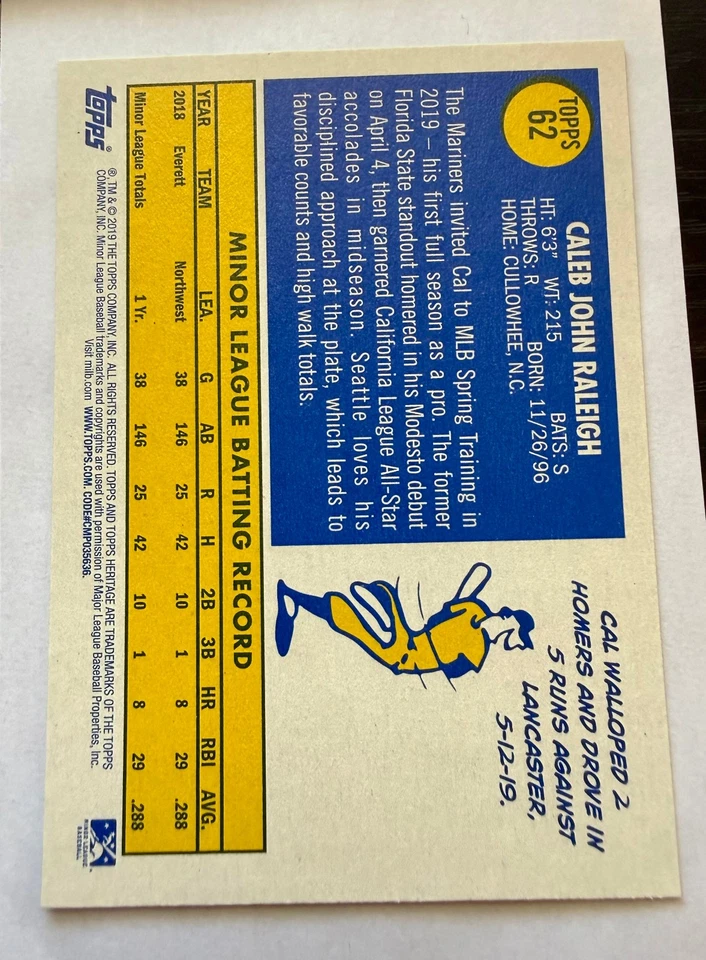 TOPPS
62
CALEB JOHN RALEIGH
HT: 6'3" WT: 215 BATS: S
THROWS: R BORN: 11/26/96
HOME: CULLOWHEE, N.C.
The Mariners invited Cal to MLB Spring Training in
2019 – his first full season as a pro. The former
Florida State standout homered in his Modesto debut
on April 4, then garnered California League All-Star
accolades in midseason. Seattle loves his
disciplined approach at the plate, which leads to
favorable counts and high walk totals.
CAL WALLOPED 2
HOMERS AND DROVE IN
5 RUNS AGAINST
LANCASTER,
5-12-19.
MINOR LEAGUE BATTING RECORD
YEAR TEAM LEA. G AB R H 2B 3B HR RBI AVG.
2018 Everett Northwest 38 146 25 42 10 1 8 29 .288
Minor League Totals 1 Yr. 38 146 25 42 10 1 8 29 .288
topps®
®, TM & © 2019 THE TOPPS COMPANY, INC. ALL RIGHTS RESERVED. TOPPS AND TOPPS HERITAGE ARE TRADEMARKS OF THE TOPPS
COMPANY, INC. Minor League Baseball trademarks and copyrights are used with permission of Major League Baseball Properties, Inc.
Visit milb.com WWW.TOPPS.COM. CODE#CMP035636.
MINOR LEAGUE
BASEBALL™